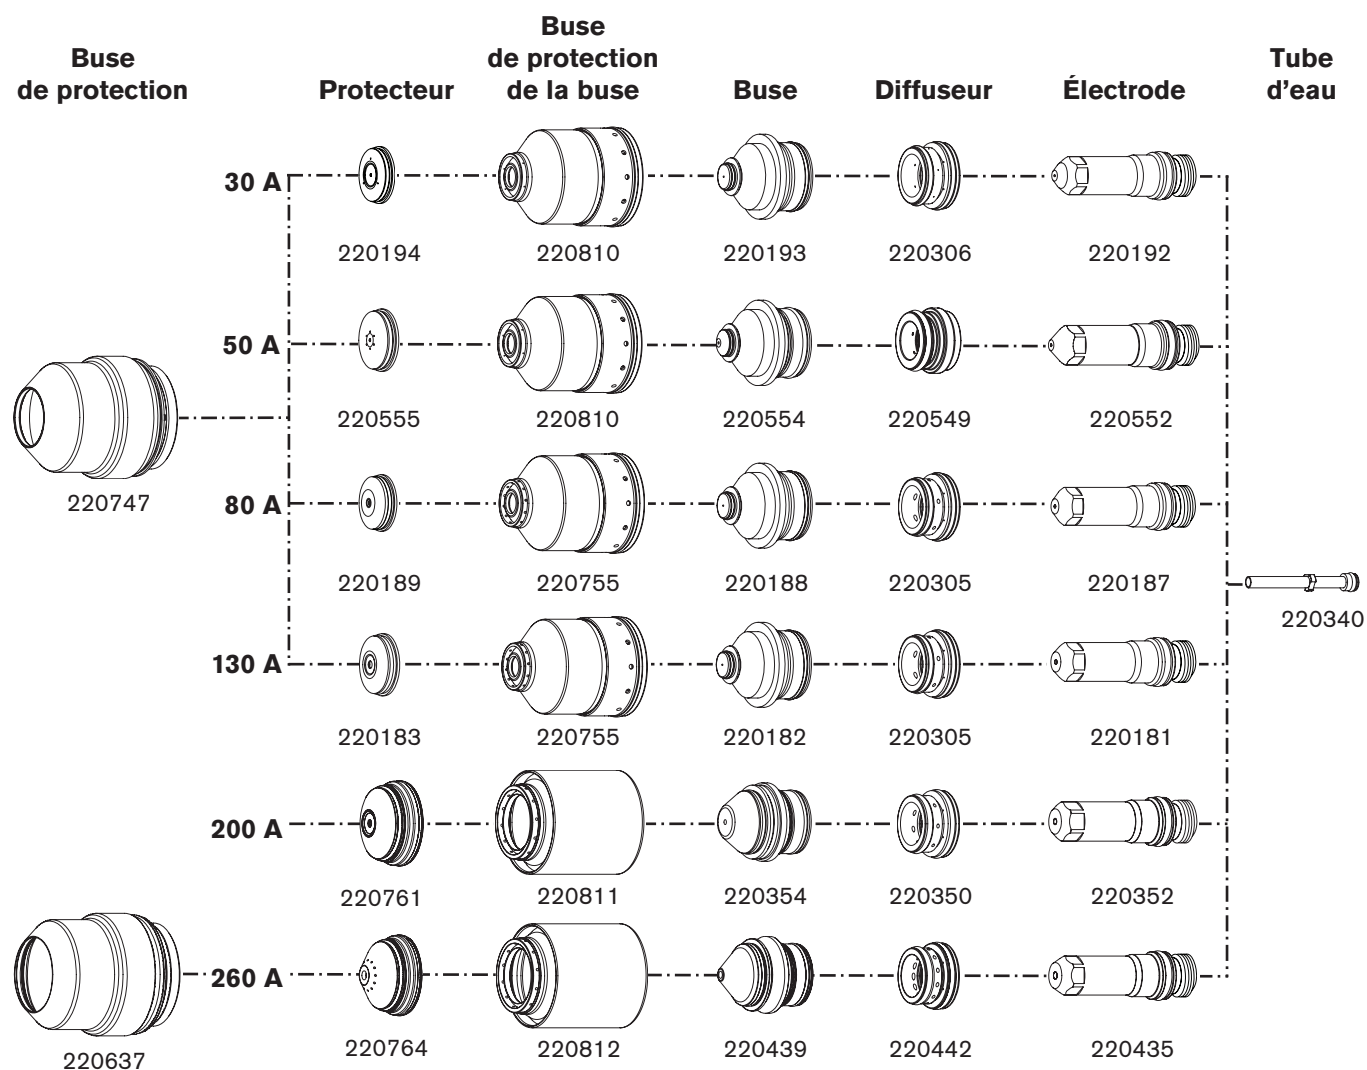 Buse
de protection
Protecteur
Buse
de protection
de la buse
Buse
Diffuseur
Électrode
Tube
d'eau
30 A
220194
220810
220193
220306
220192
50 A
220555
220810
220554
220549
220552
220747
80 A
220189
220755
220188
220305
220187
220340
130 A
220183
220755
220182
220305
220181
200 A
220761
220811
220354
220350
220352
260 A
220764
220812
220439
220442
220435
220637